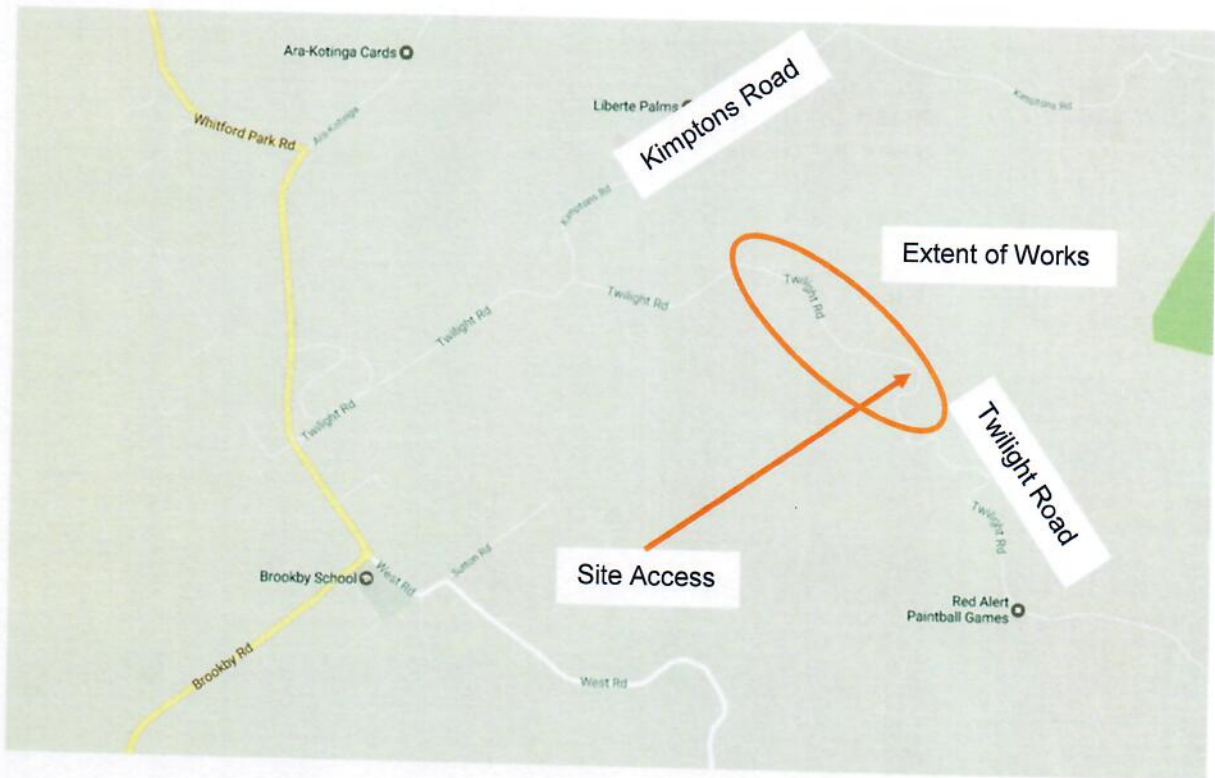 Ara-Kotinga Cards
Whitford Park Rd
Ara-Kotinga
Liberte Palms
Kimptons Road
Kimptons Rd
Kimptons Rd
Extent of Works
Twilight Rd
Twilight Rd
Twilight Rd
Twilight Rd
Twilight Road
Twilight Rd
Site Access
Sutton Rd
West Rd
Brookby School
Red Alert
Paintball Games
Brookby Rd
West Rd